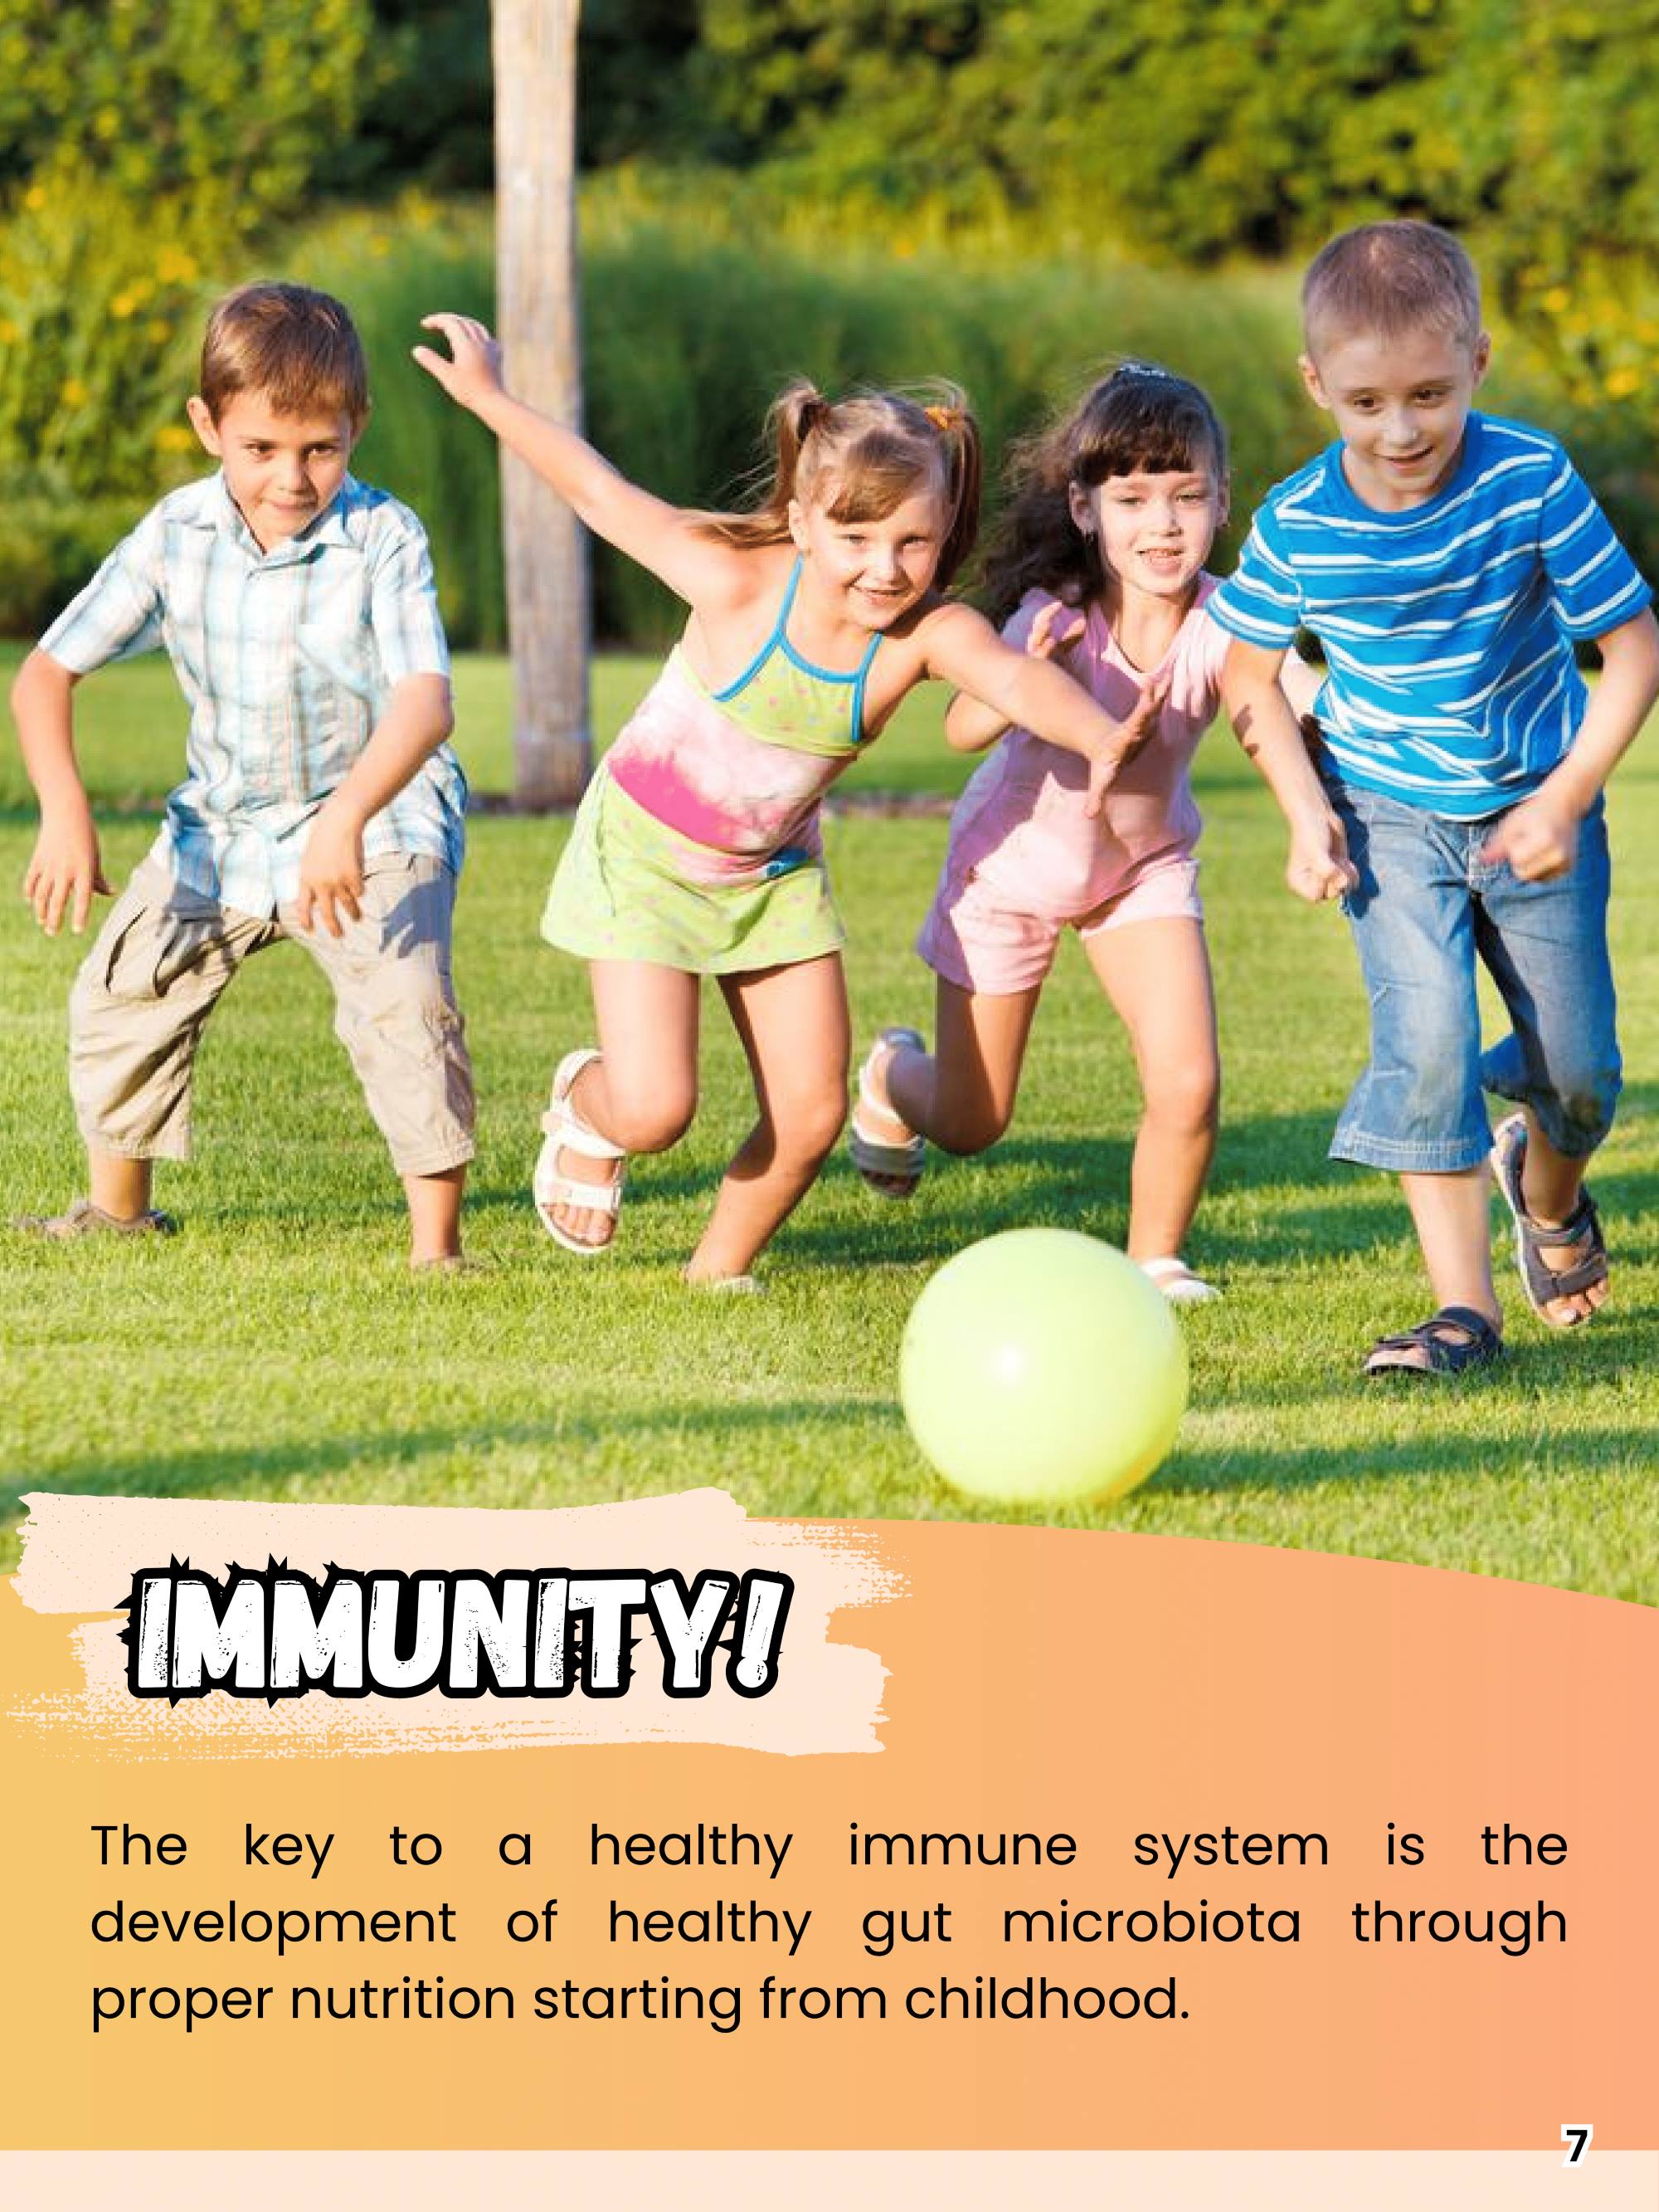 IMMUNITY!
The key to a healthy immune system is the
development of healthy gut microbiota through
proper nutrition starting from childhood.
7